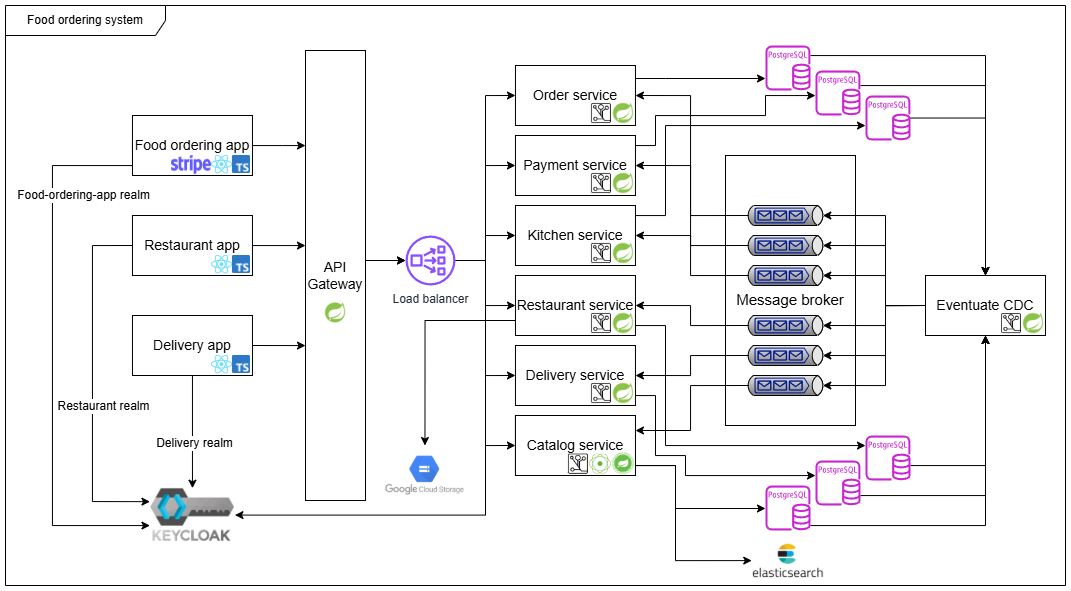 Food ordering system
Food ordering app
stripe
TS
Food-ordering-app realm
Restaurant app
TS
Delivery app
TS
Restaurant realm
Delivery realm
KEYCLOAK
API
Gateway
Load balancer
Google Cloud Storage
Order service
Payment service
Kitchen service
Restaurant service
Delivery service
Catalog service
PostgreSQL
PostgreSQL
PostgreSQL
Message broker
Eventuate CDC
PostgreSQL
PostgreSQL
PostgreSQL
elasticsearch